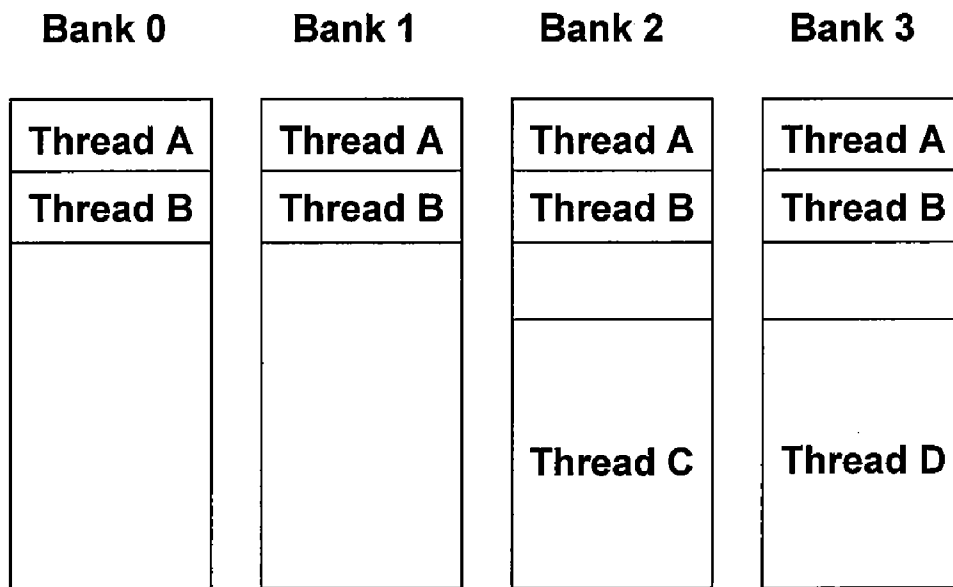 Bank 0 Bank 1 Bank 2 Bank 3
Thread A Thread A Thread A Thread A
Thread B Thread B Thread B Thread B
Thread C Thread D